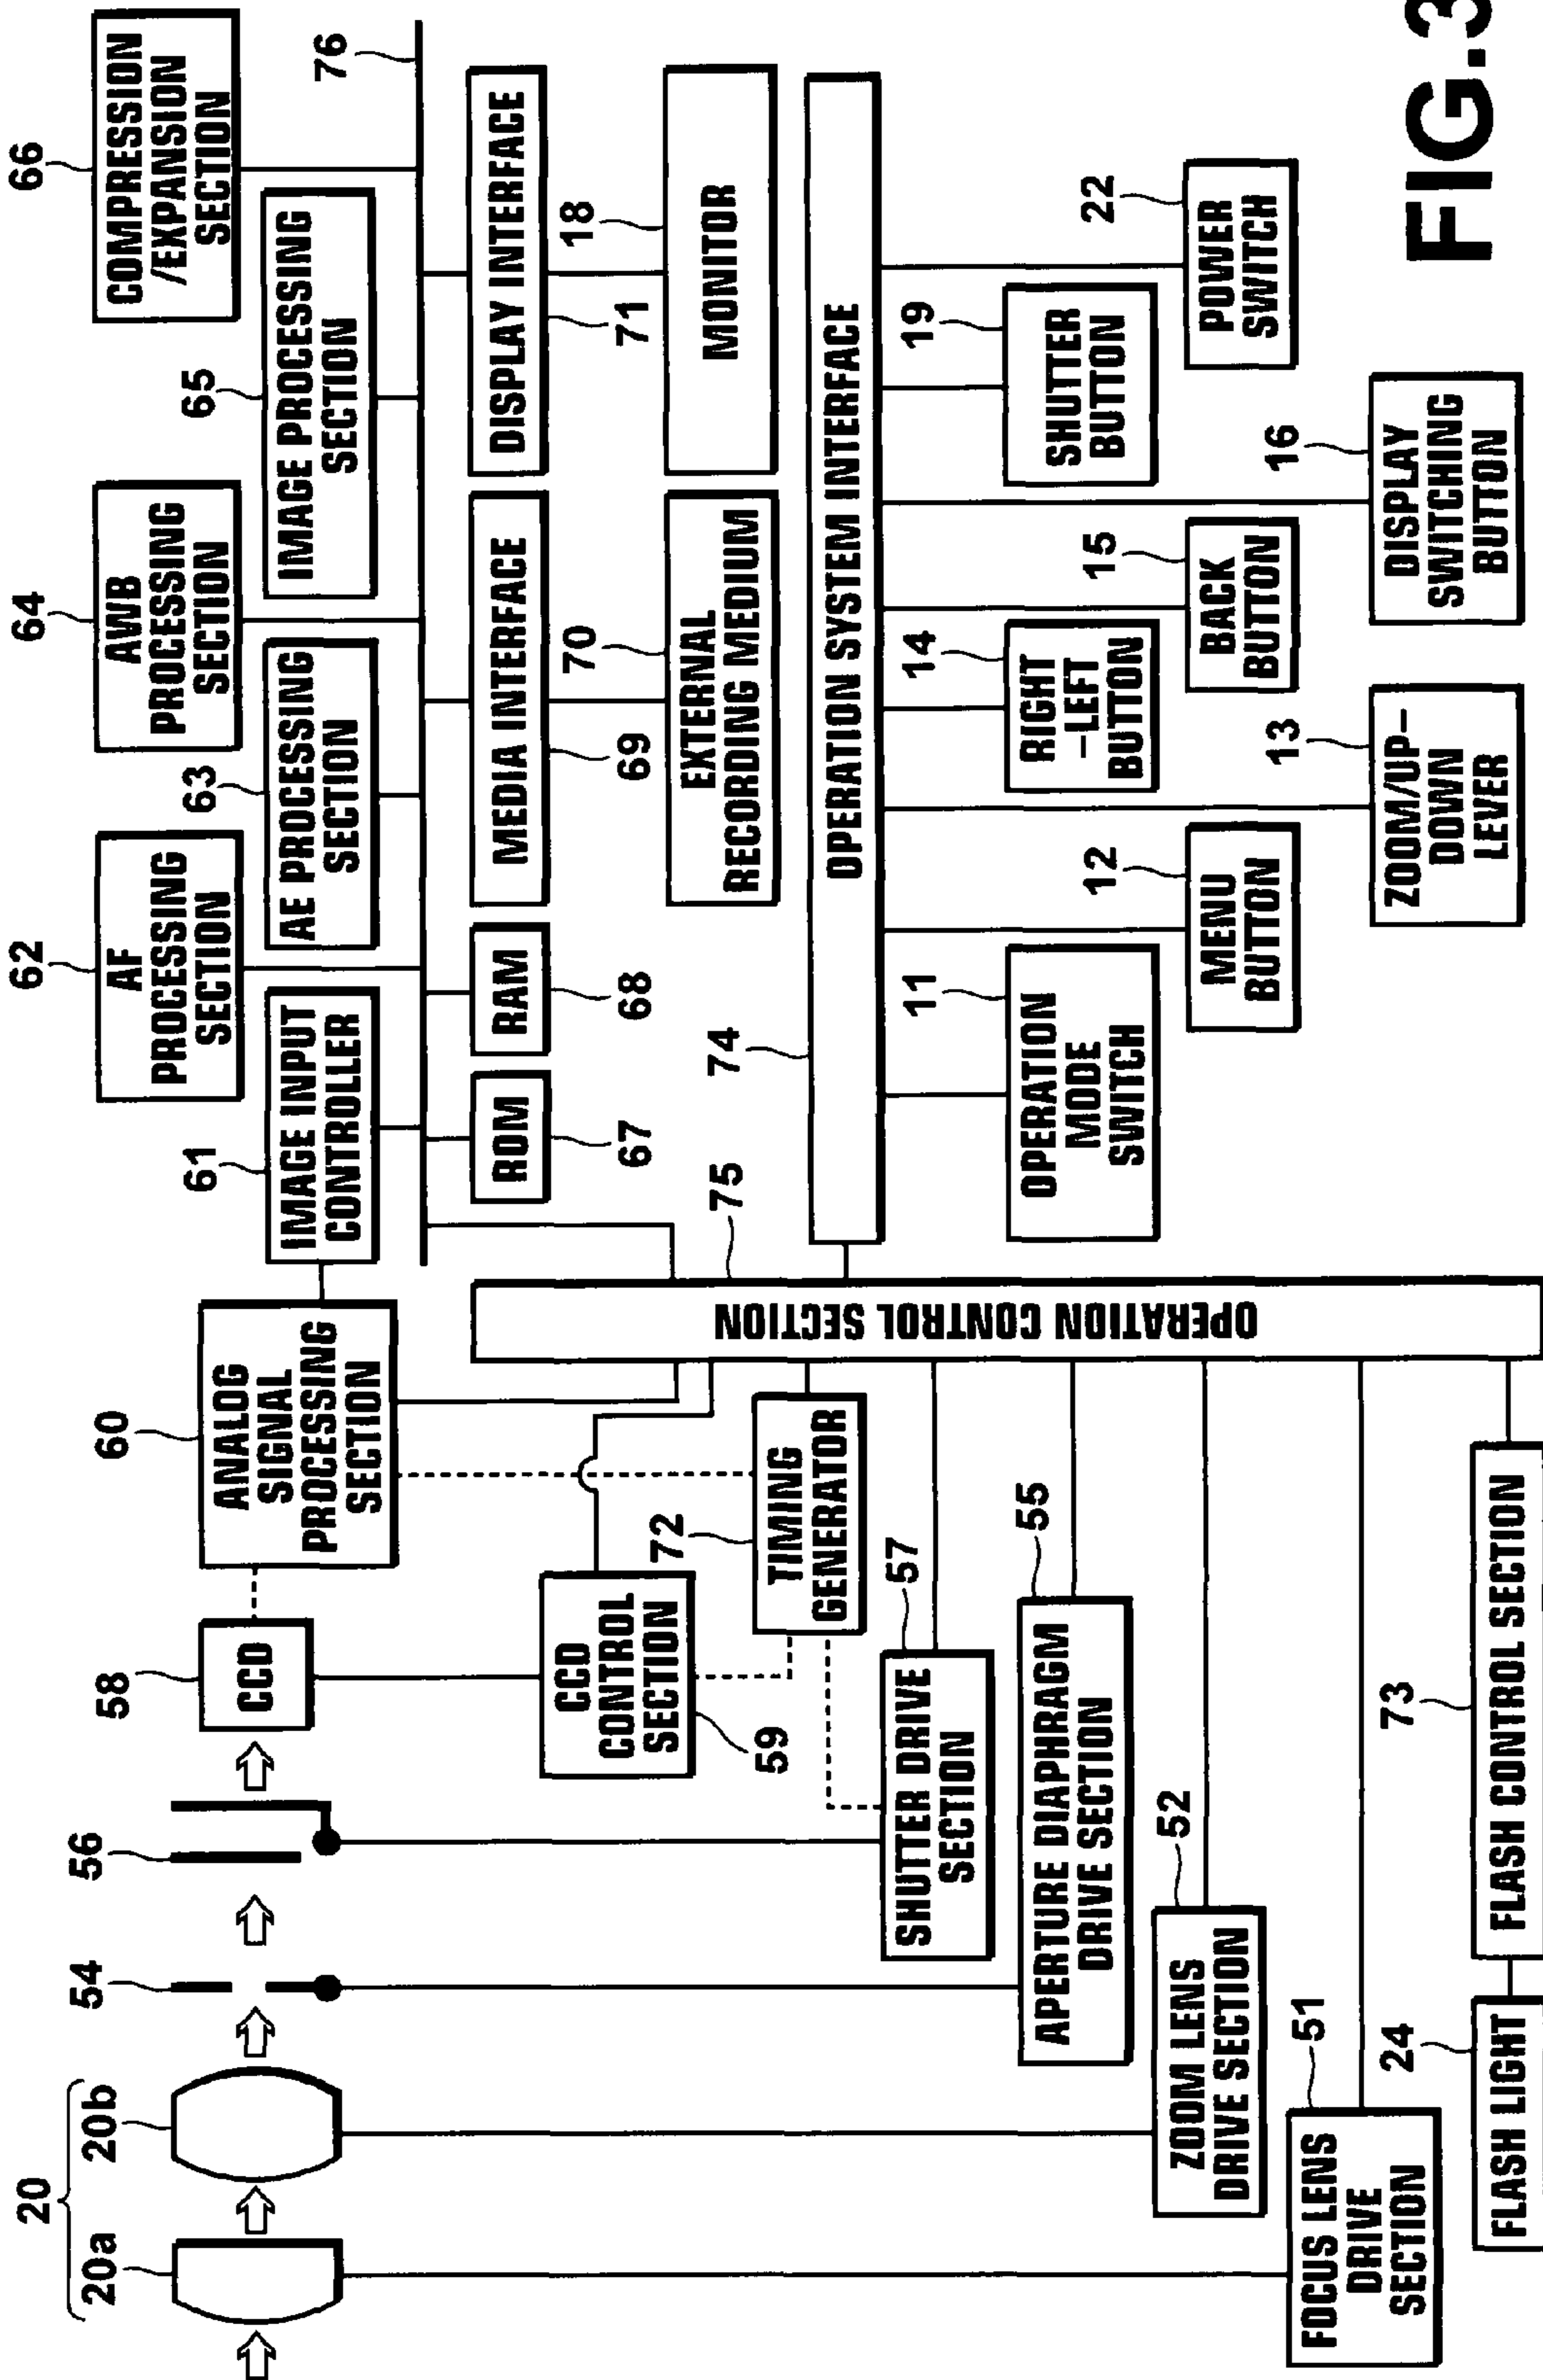 FIG.3
20
20a
20b
54
56
58
CCD
60
ANALOG
SIGNAL
PROCESSING
SECTION
61
IMAGE INPUT
CONTROLLER
62
AF
PROCESSING
SECTION
63
AE PROCESSING
SECTION
64
AWB
PROCESSING
SECTION
65
IMAGE PROCESSING
SECTION
66
COMPRESSION
/EXPANSION
SECTION
76
ROM
67
RAM
68
MEDIA INTERFACE
69
70
EXTERNAL
RECORDING MEDIUM
DISPLAY INTERFACE
71
18
MONITOR
CCD
CONTROL
SECTION
59
72
TIMING
GENERATOR
57
SHUTTER DRIVE
SECTION
55
APERTURE DIAPHRAGM
DRIVE SECTION
52
ZOOM LENS
DRIVE SECTION
51
FOCUS LENS
DRIVE
SECTION
24
FLASH LIGHT
73
FLASH CONTROL SECTION
75
OPERATION CONTROL SECTION
74
OPERATION SYSTEM INTERFACE
11
OPERATION
MODE
SWITCH
12
MENU
BUTTON
13
ZOOM/UP-
DOWN
LEVER
14
RIGHT
-LEFT
BUTTON
15
BACK
BUTTON
16
DISPLAY
SWITCHING
BUTTON
19
SHUTTER
BUTTON
22
POWER
SWITCH